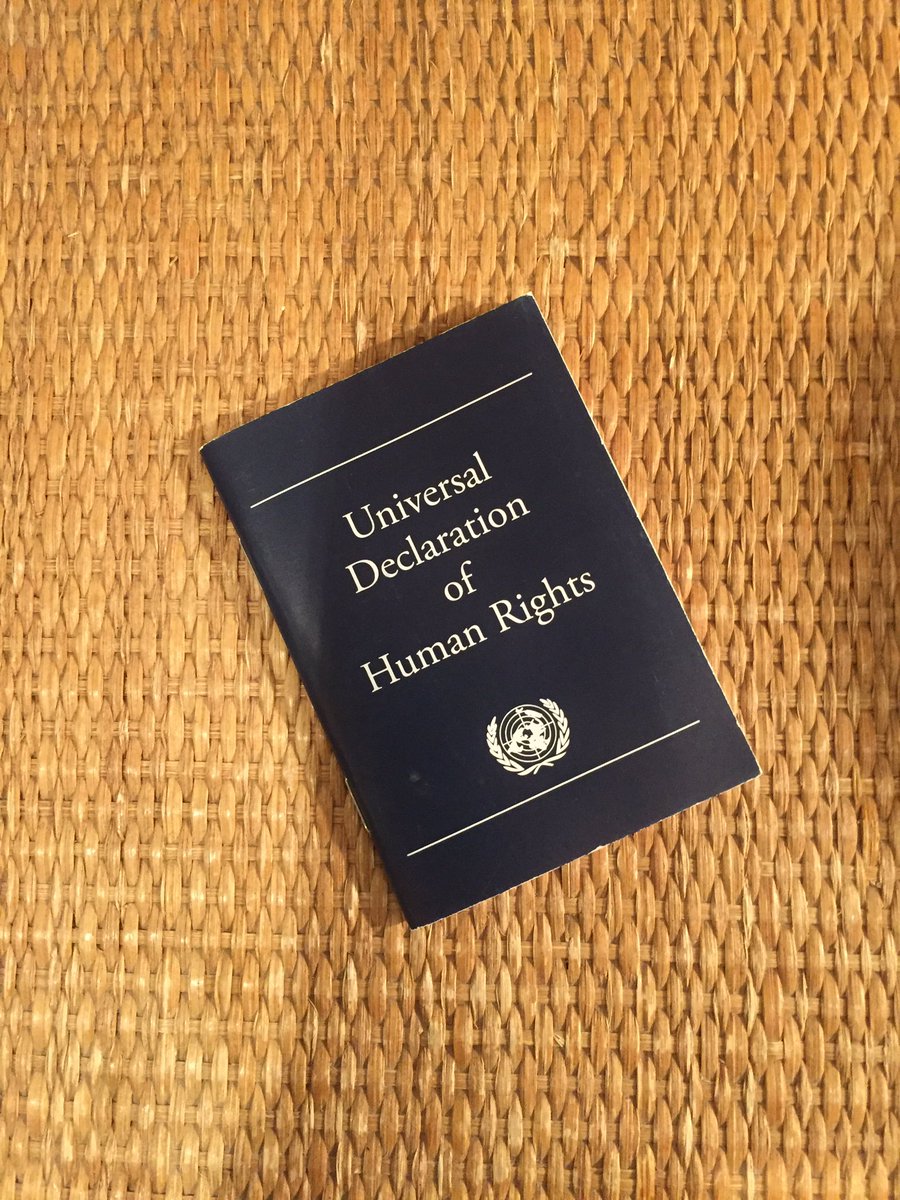 Universal
Declaration
of
Human Rights